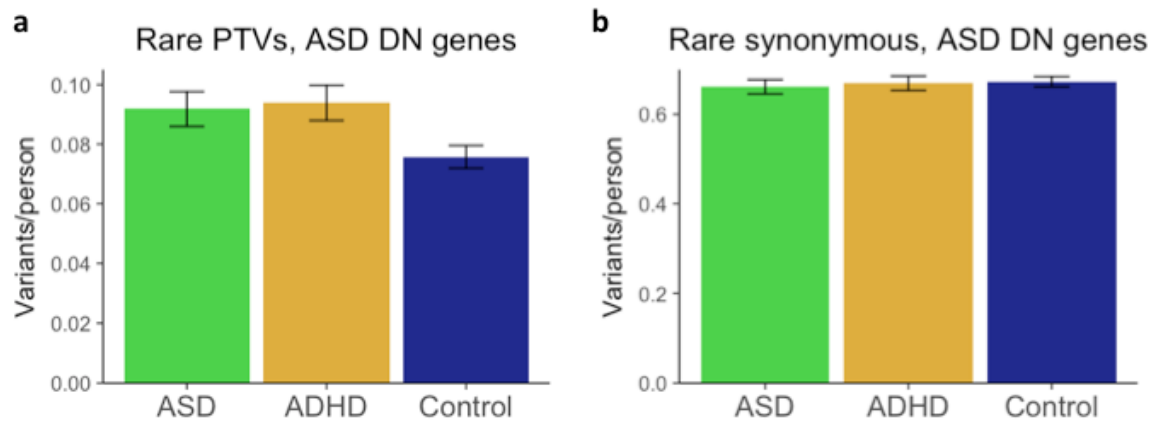 a
Rare PTVs, ASD DN genes
Variants/person
0.10
0.08
0.06
0.04
0.02
0.00
ASD ADHD Control
b
Rare synonymous, ASD DN genes
Variants/person
0.6
0.4
0.2
0.0
ASD ADHD Control